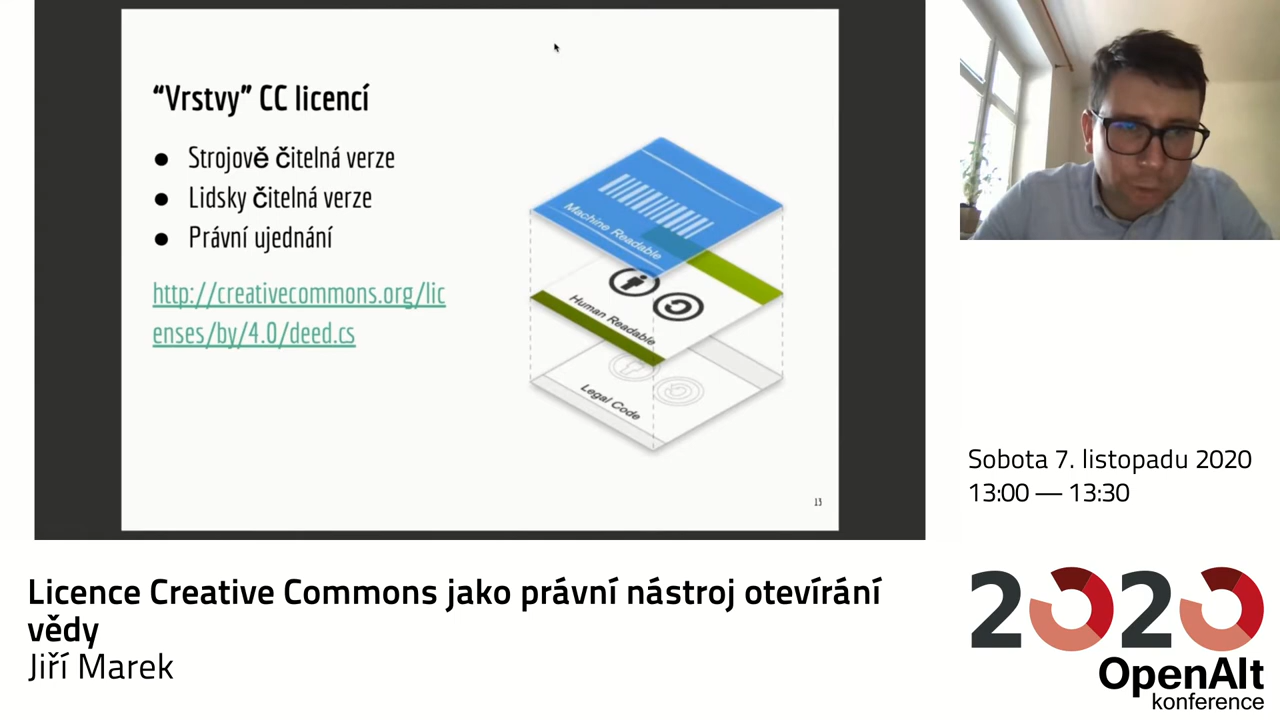 “Vrstvy” CC licencí
● Strojově čitelná verze
● Lidsky čitelná verze
● Právní ujednání
http://creativecommons.org/lic
enses/by/4.0/deed.cs
Machine Readable
Human Readable
Legal Code
13
Sobota 7. listopadu 2020
13:00 — 13:30
Licence Creative Commons jako právní nástroj otevírání
vědy
Jiří Marek
2020
OpenAlt
konference